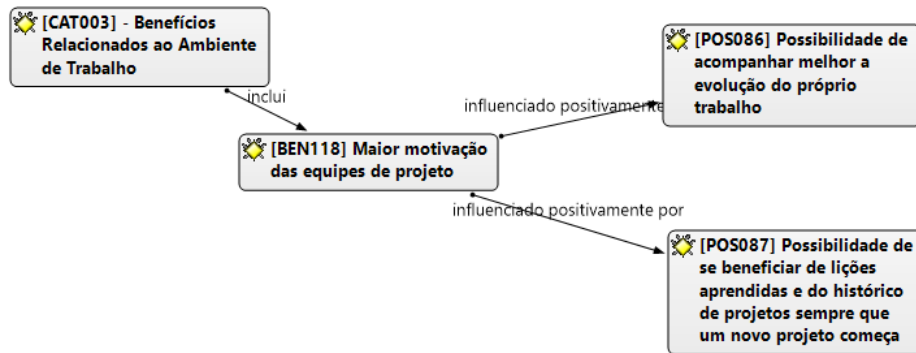 [CAT003] - Benefícios
Relacionados ao Ambiente
de Trabalho
inclui
[BEN118] Maior motivação
das equipes de projeto
influenciado positivamente
[POS086] Possibilidade de
acompanhar melhor a
evolução do próprio
trabalho
influenciado positivamente por
[POS087] Possibilidade de
se beneficiar de lições
aprendidas e do histórico
de projetos sempre que
um novo projeto começa